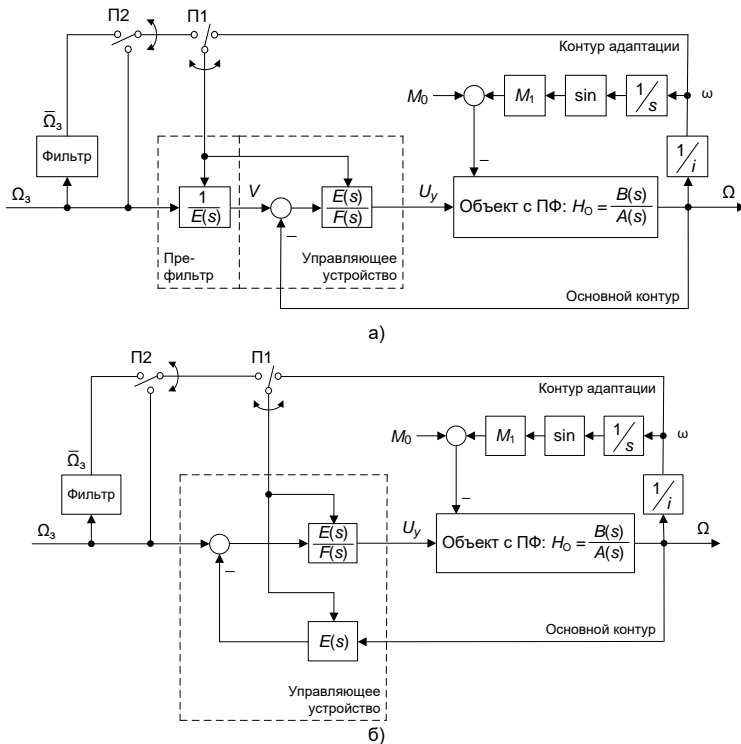 П2
П1
Контур адаптации
Ω̅з
M0
M1
sin
1/s
ω
Фильтр
1/i
Ωз
1/E(s)
V
E(s)/F(s)
Uу
Объект с ПФ: HО = B(s)/A(s)
Ω
–
–
Пре-
фильтр
Управляющее
устройство
Основной контур
а)
П2
П1
Контур адаптации
Ω̅з
M0
M1
sin
1/s
ω
Фильтр
1/i
Ωз
E(s)/F(s)
Uу
Объект с ПФ: HО = B(s)/A(s)
Ω
–
–
E(s)
Основной контур
Управляющее
устройство
б)